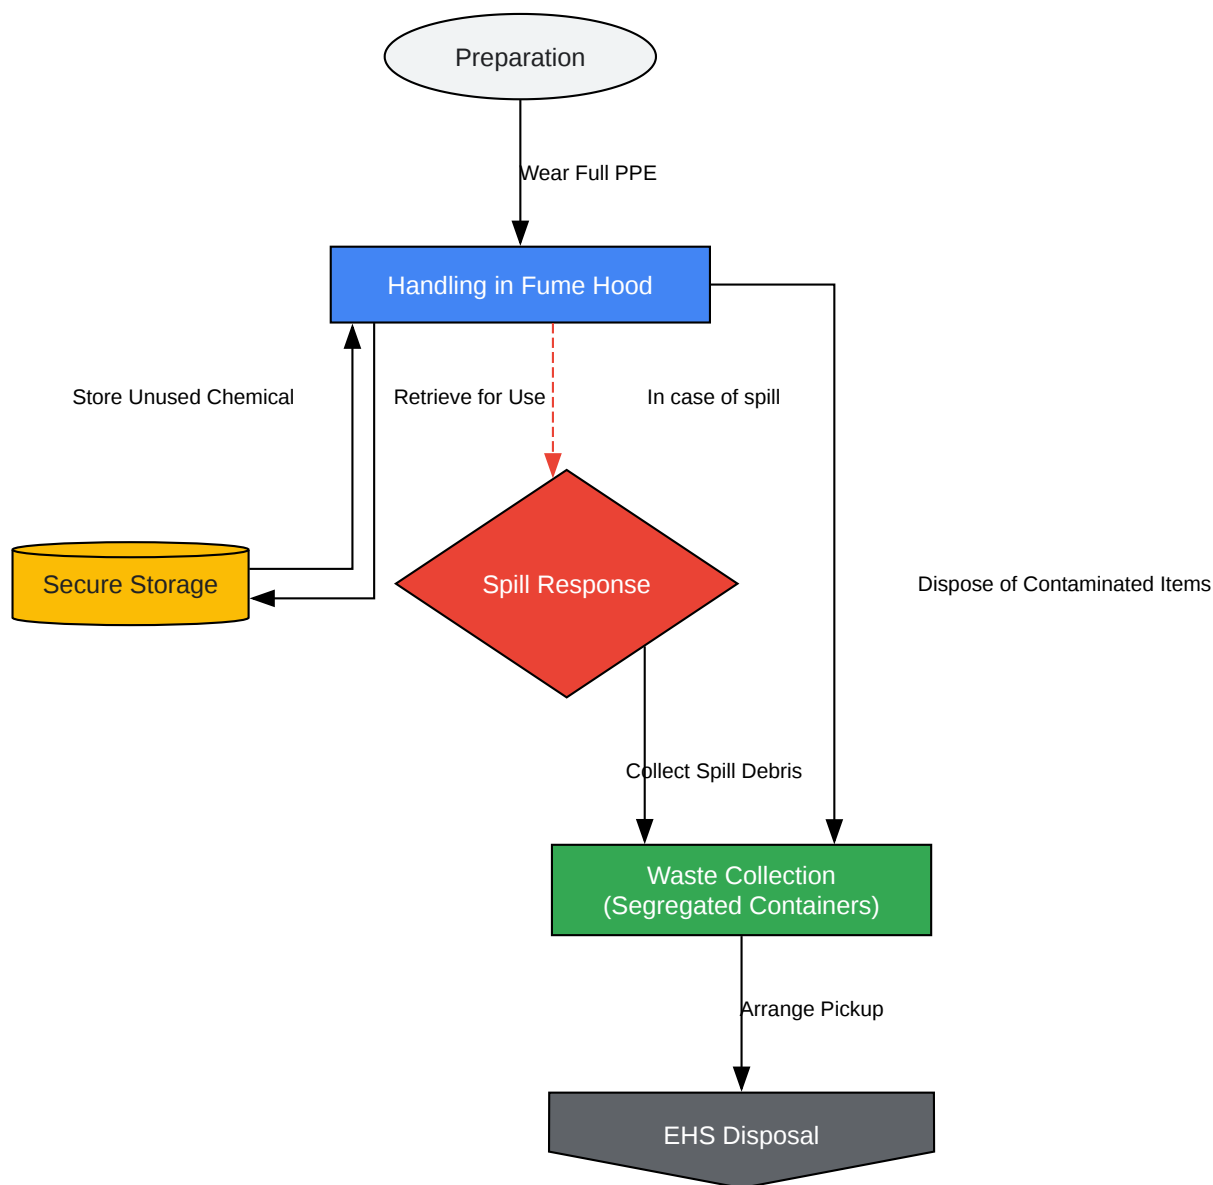 Preparation
Wear Full PPE
Handling in Fume Hood
Store Unused Chemical
Retrieve for Use
In case of spill
Secure Storage
Spill Response
Dispose of Contaminated Items
Collect Spill Debris
Waste Collection
(Segregated Containers)
Arrange Pickup
EHS Disposal